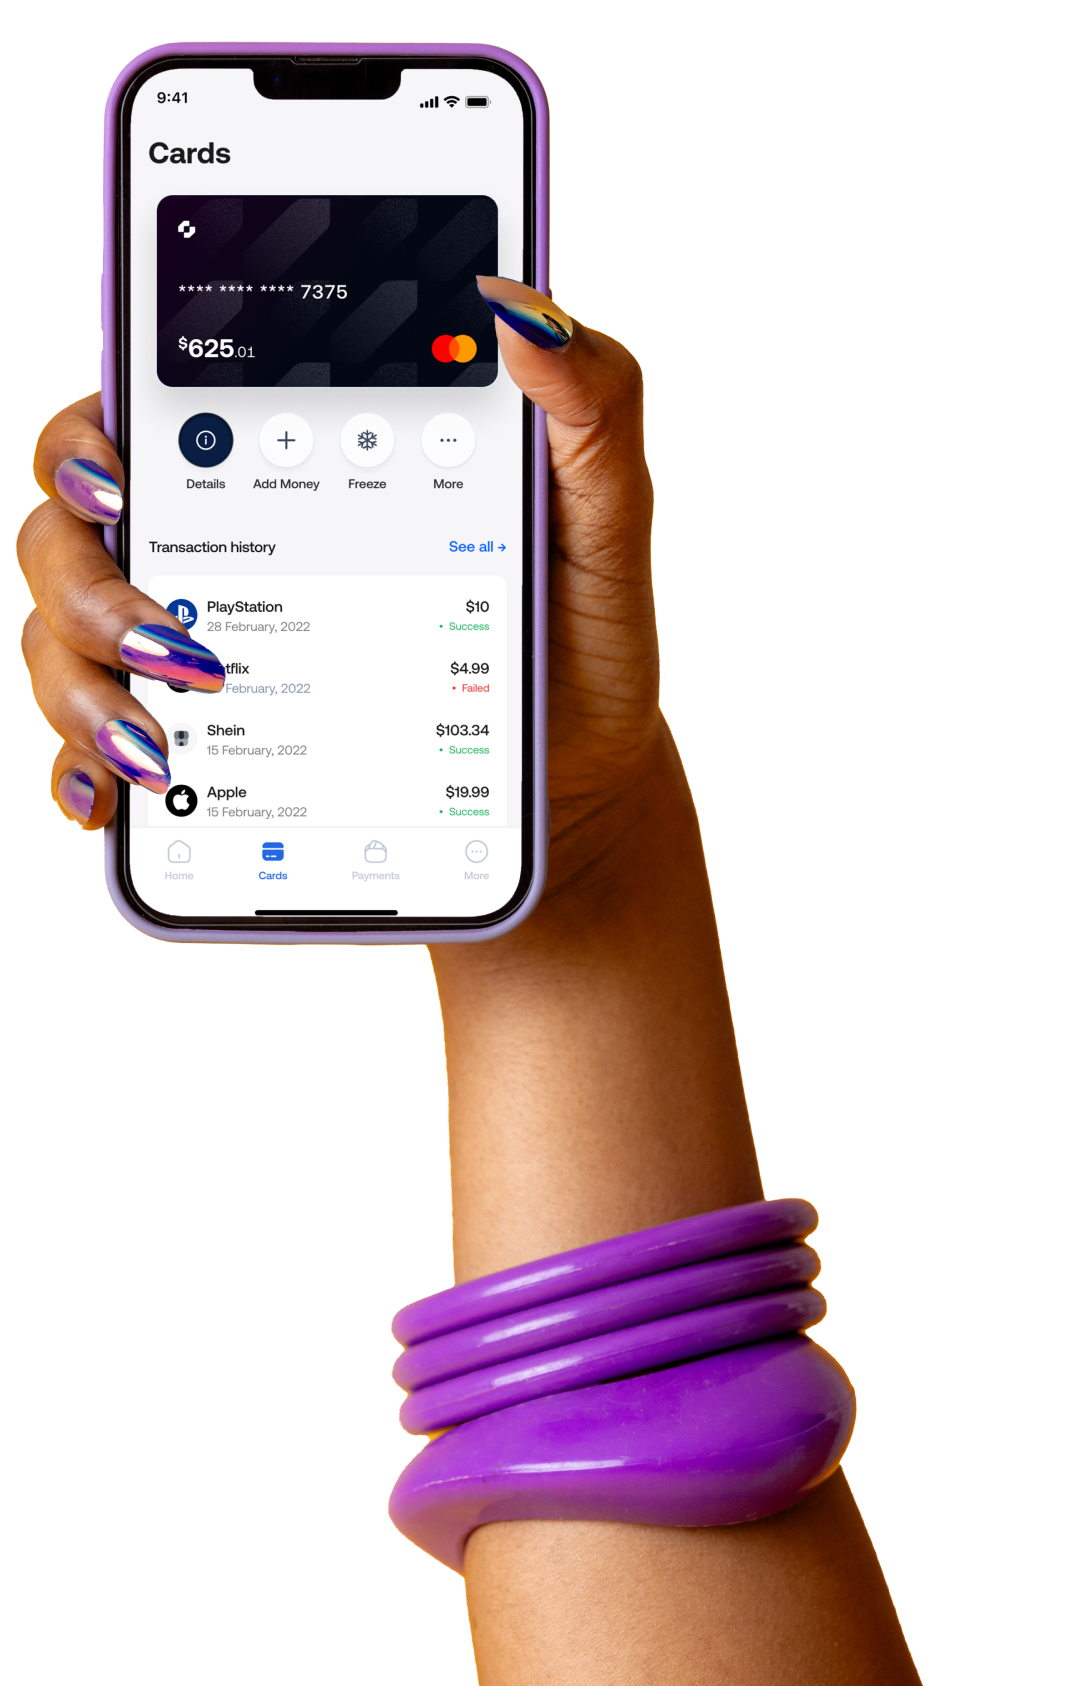 9:41
Cards
**** **** **** 7375
$625.01
Details Add Money Freeze More
Transaction history See all →
PlayStation $10
28 February, 2022 • Success
tflix $4.99
February, 2022 • Failed
Shein $103.34
15 February, 2022 • Success
Apple $19.99
15 February, 2022 • Success
Home Cards Payments More